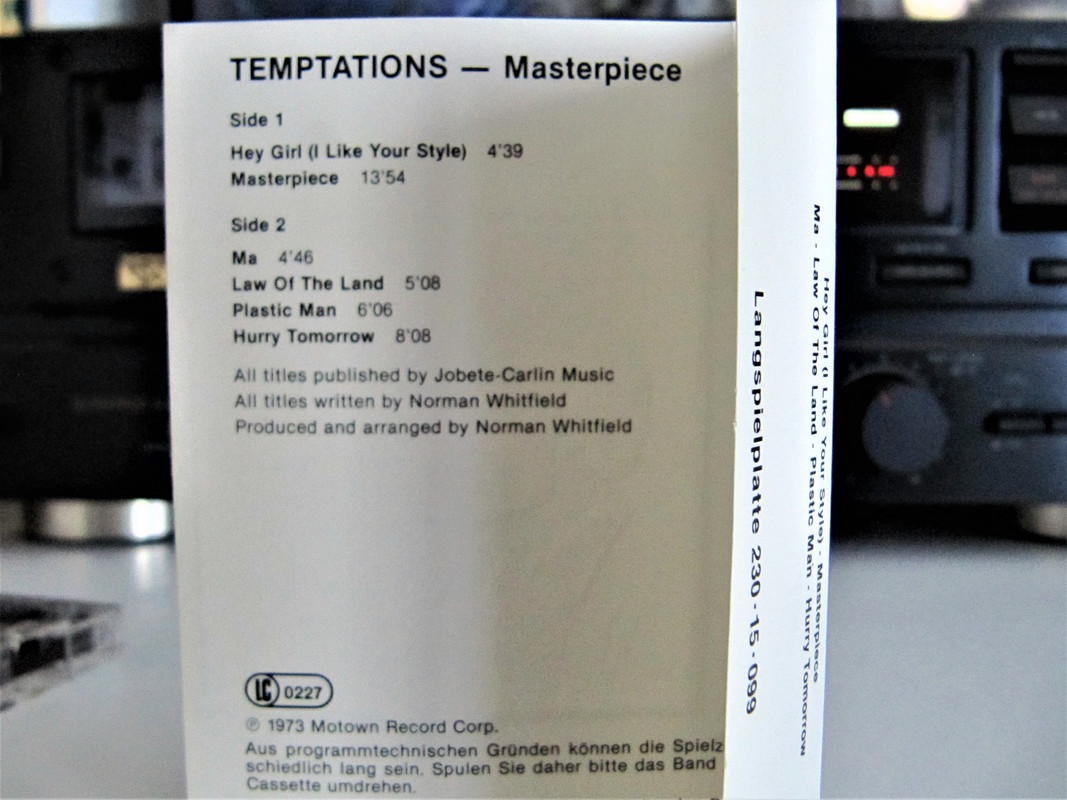 TEMPTATIONS — Masterpiece
Side 1
Hey Girl (I Like Your Style) 4'39
Masterpiece 13'54
Side 2
Ma 4'46
Law Of The Land 5'08
Plastic Man 6'06
Hurry Tomorrow 8'08
All titles published by Jobete-Carlin Music
All titles written by Norman Whitfield
Produced and arranged by Norman Whitfield
LC 0227
℗ 1973 Motown Record Corp.
Aus programmtechnischen Gründen können die Spielz
schiedlich lang sein. Spulen Sie daher bitte das Band
Cassette umdrehen.
Langspielplatte 230 · 15 · 099
Hey Girl (I Like Your Style) · Masterpiece
Ma · Law Of The Land · Plastic Man · Hurry Tomorrow